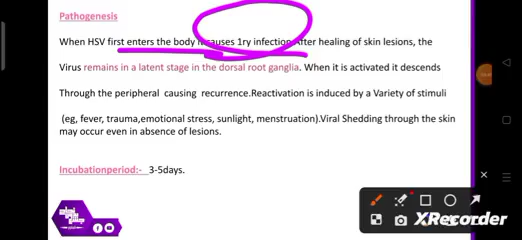 Pathogenesis
When HSV first enters the body it causes 1ry infection. After healing of skin lesions, the
Virus remains in a latent stage in the dorsal root ganglia. When it is activated it descends
Through the peripheral causing recurrence.Reactivation is induced by a Variety of stimuli
(eg, fever, trauma,emotional stress, sunlight, menstruation).Viral Shedding through the skin
may occur even in absence of lesions.
Incubationperiod:- 3-5days.
XRecorder